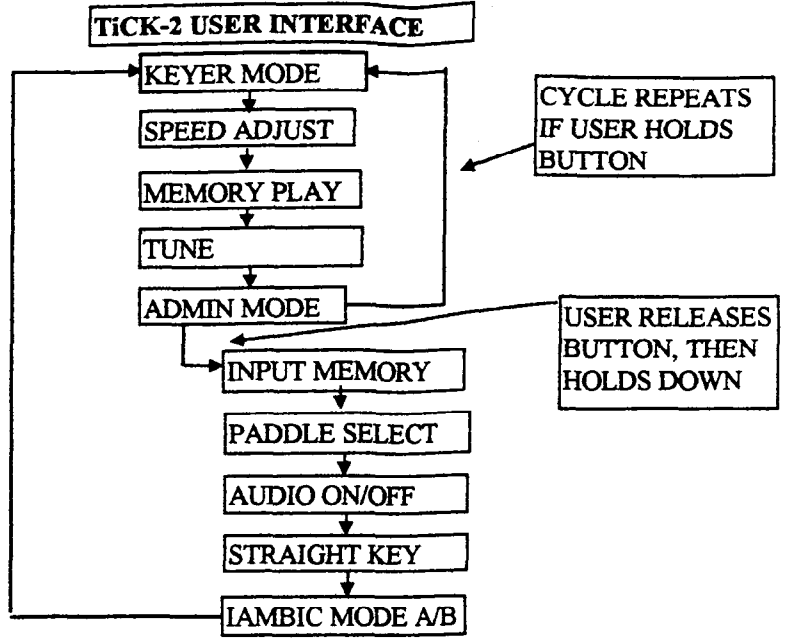 TiCK-2 USER INTERFACE
KEYER MODE
SPEED ADJUST
MEMORY PLAY
TUNE
ADMIN MODE
CYCLE REPEATS
IF USER HOLDS
BUTTON
USER RELEASES
BUTTON, THEN
HOLDS DOWN
INPUT MEMORY
PADDLE SELECT
AUDIO ON/OFF
STRAIGHT KEY
IAMBIC MODE A/B